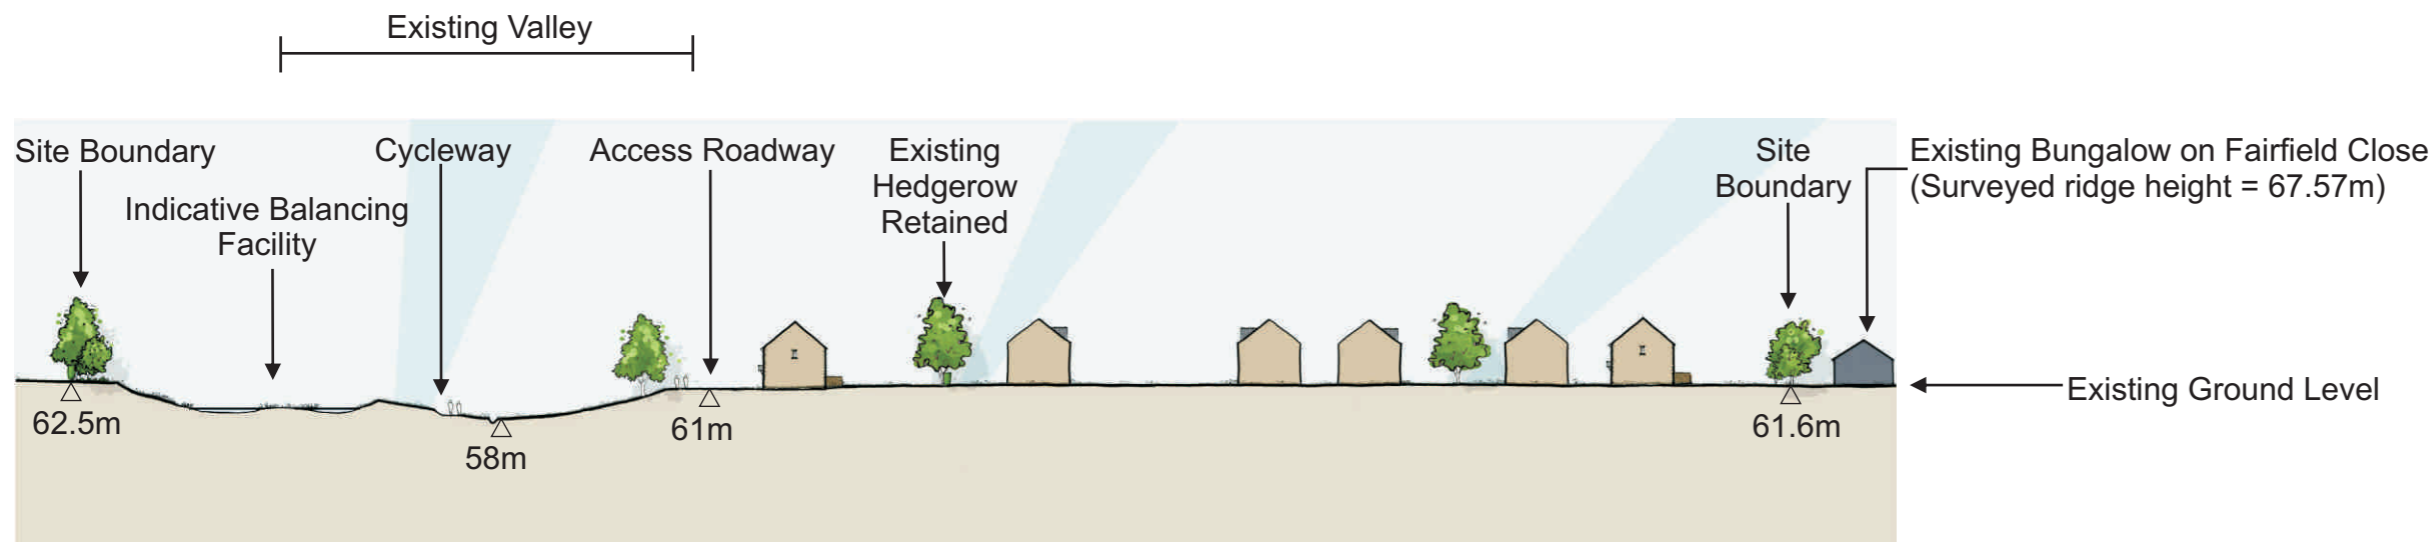 Existing Valley
Site Boundary
Indicative Balancing
Facility
Cycleway
Access Roadway
Existing
Hedgerow
Retained
Site
Boundary
Existing Bungalow on Fairfield Close
(Surveyed ridge height = 67.57m)
Existing Ground Level
62.5m
58m
61m
61.6m